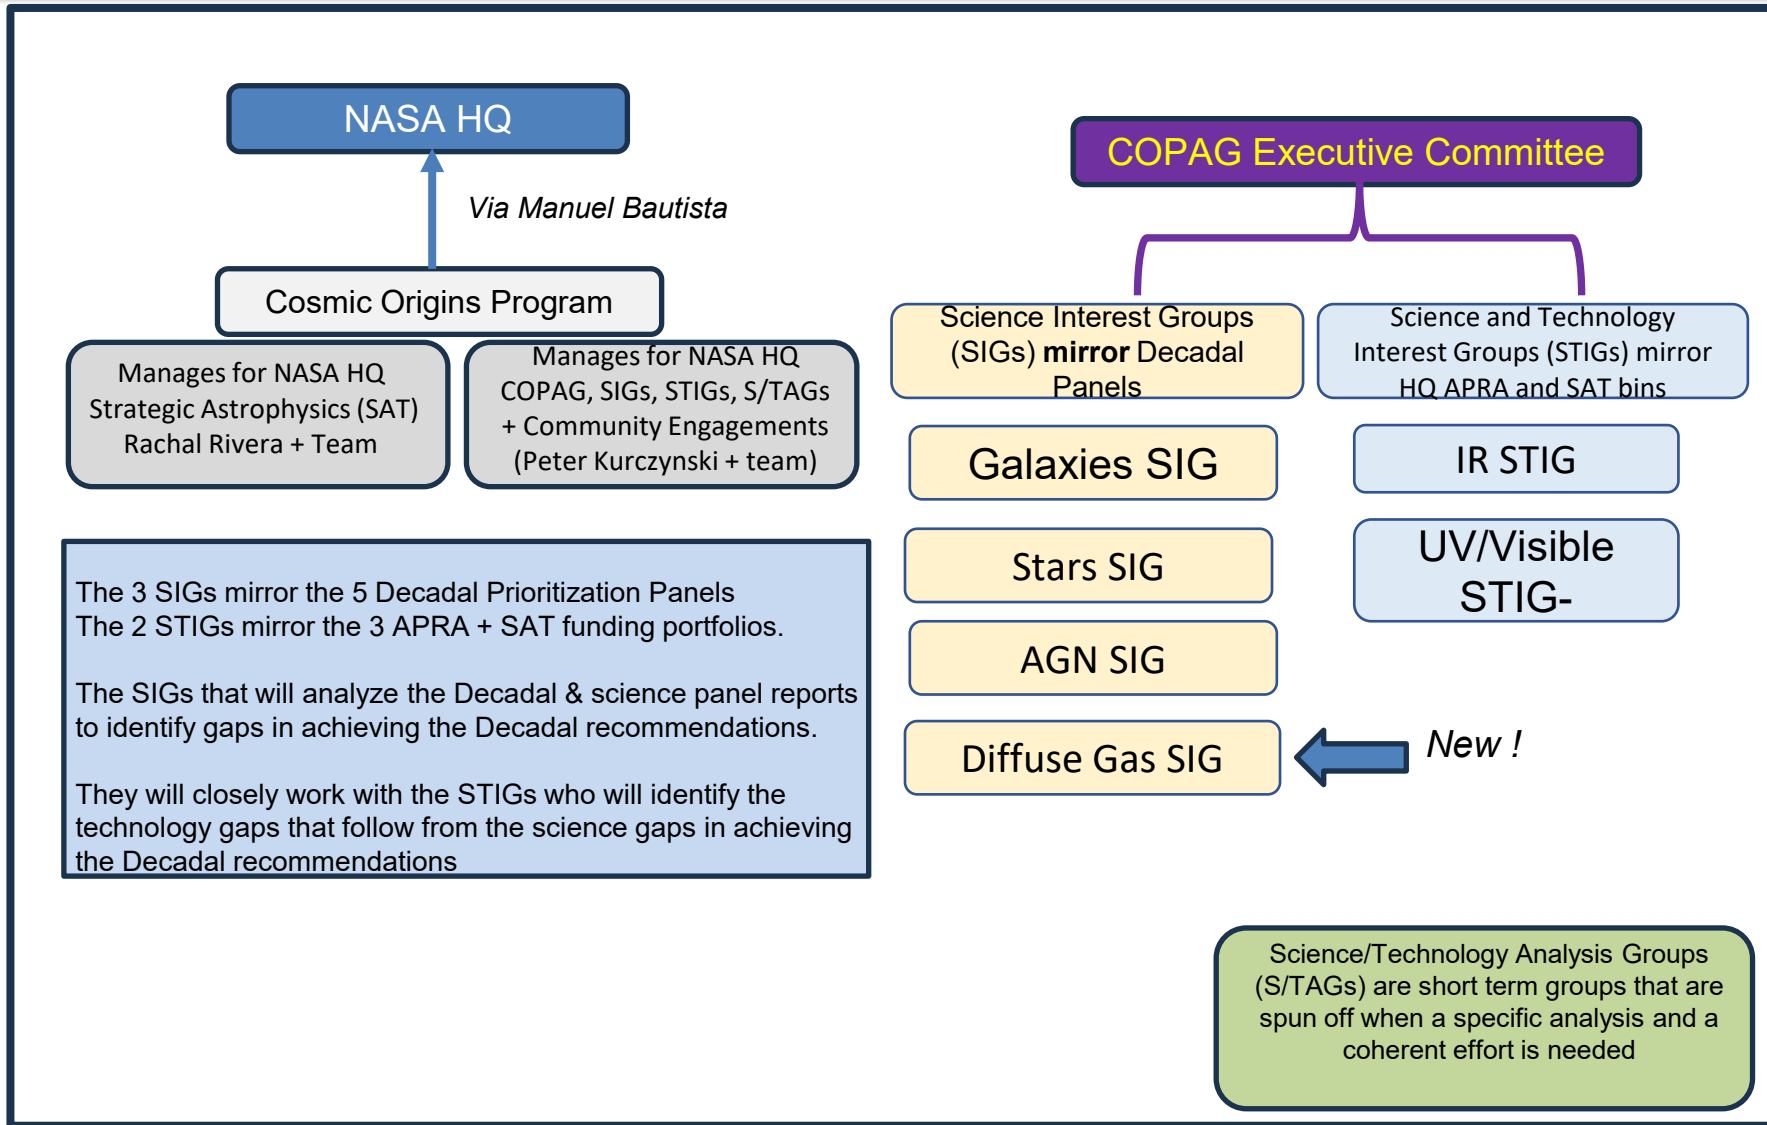 NASA HQ
Via Manuel Bautista
Cosmic Origins Program
Manages for NASA HQ
Strategic Astrophysics (SAT)
Rachal Rivera + Team
Manages for NASA HQ
COPAG, SIGs, STIGs, S/TAGs
+ Community Engagements
(Peter Kurczynski + team)
The 3 SIGs mirror the 5 Decadal Prioritization Panels
The 2 STIGs mirror the 3 APRA + SAT funding portfolios.
The SIGs that will analyze the Decadal & science panel reports
to identify gaps in achieving the Decadal recommendations.
They will closely work with the STIGs who will identify the
technology gaps that follow from the science gaps in achieving
the Decadal recommendations
COPAG Executive Committee
Science Interest Groups
(SIGs) mirror Decadal
Panels
Galaxies SIG
Stars SIG
AGN SIG
Diffuse Gas SIG
New !
Science and Technology
Interest Groups (STIGs) mirror
HQ APRA and SAT bins
IR STIG
UV/Visible
STIG-
Science/Technology Analysis Groups
(S/TAGs) are short term groups that are
spun off when a specific analysis and a
coherent effort is needed